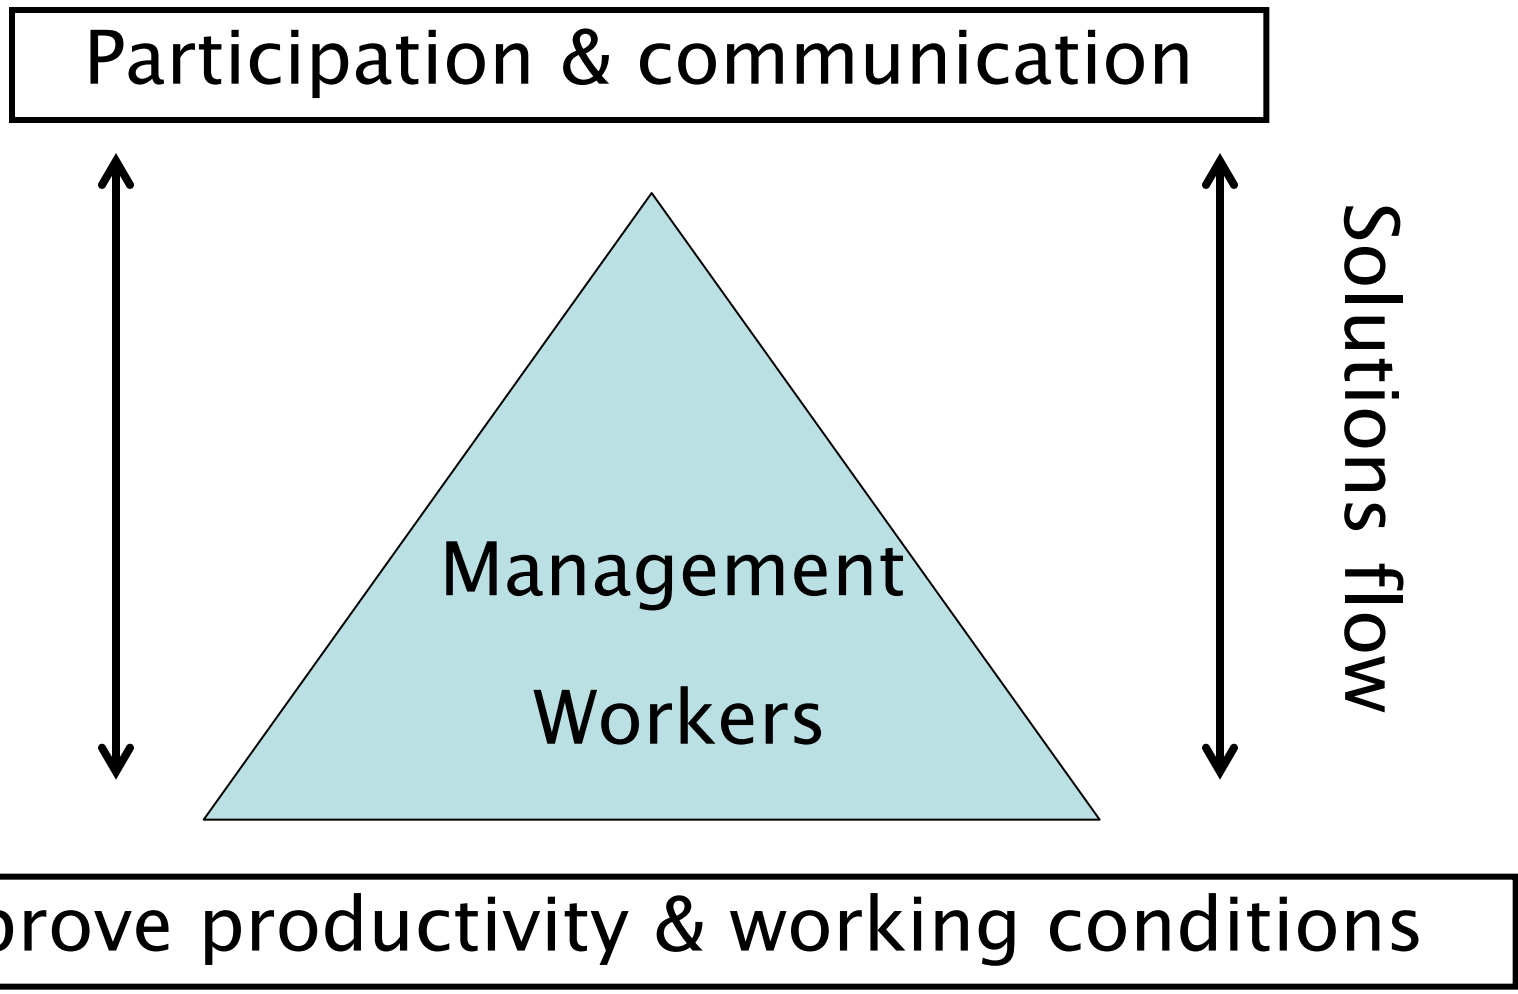 Participation & communication
Solutions flow
Management
Workers
prove productivity & working conditions